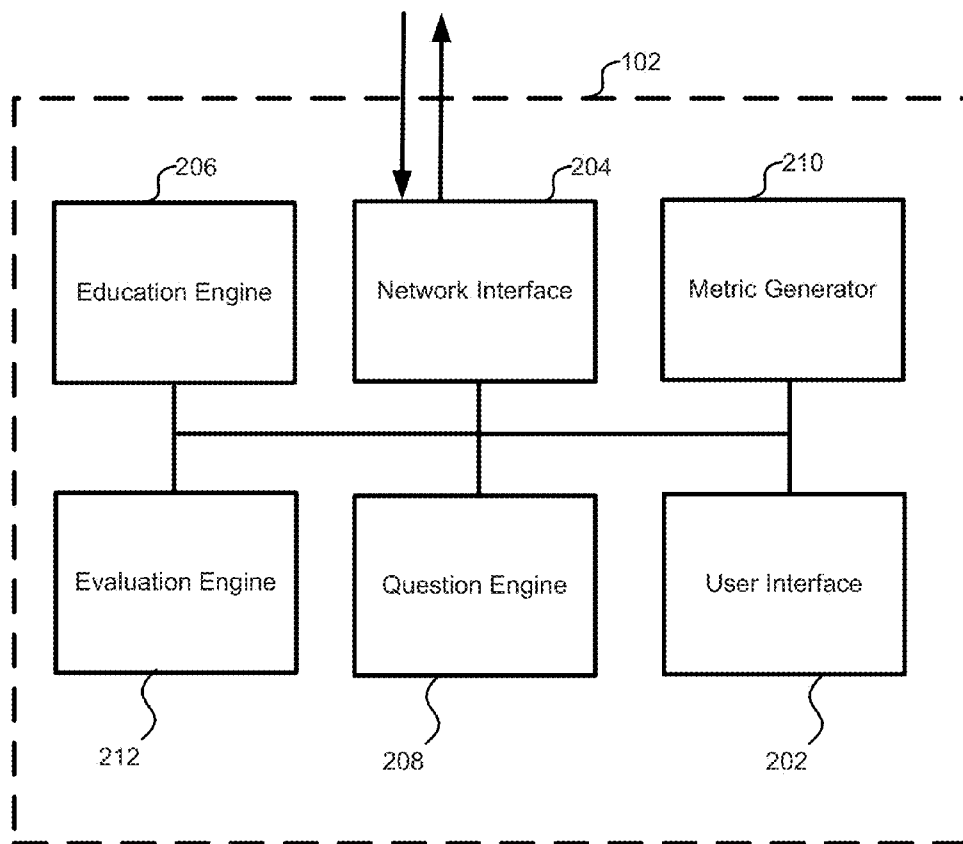 102
206
204
210
Education Engine
Network Interface
Metric Generator
Evaluation Engine
Question Engine
User Interface
212
208
202